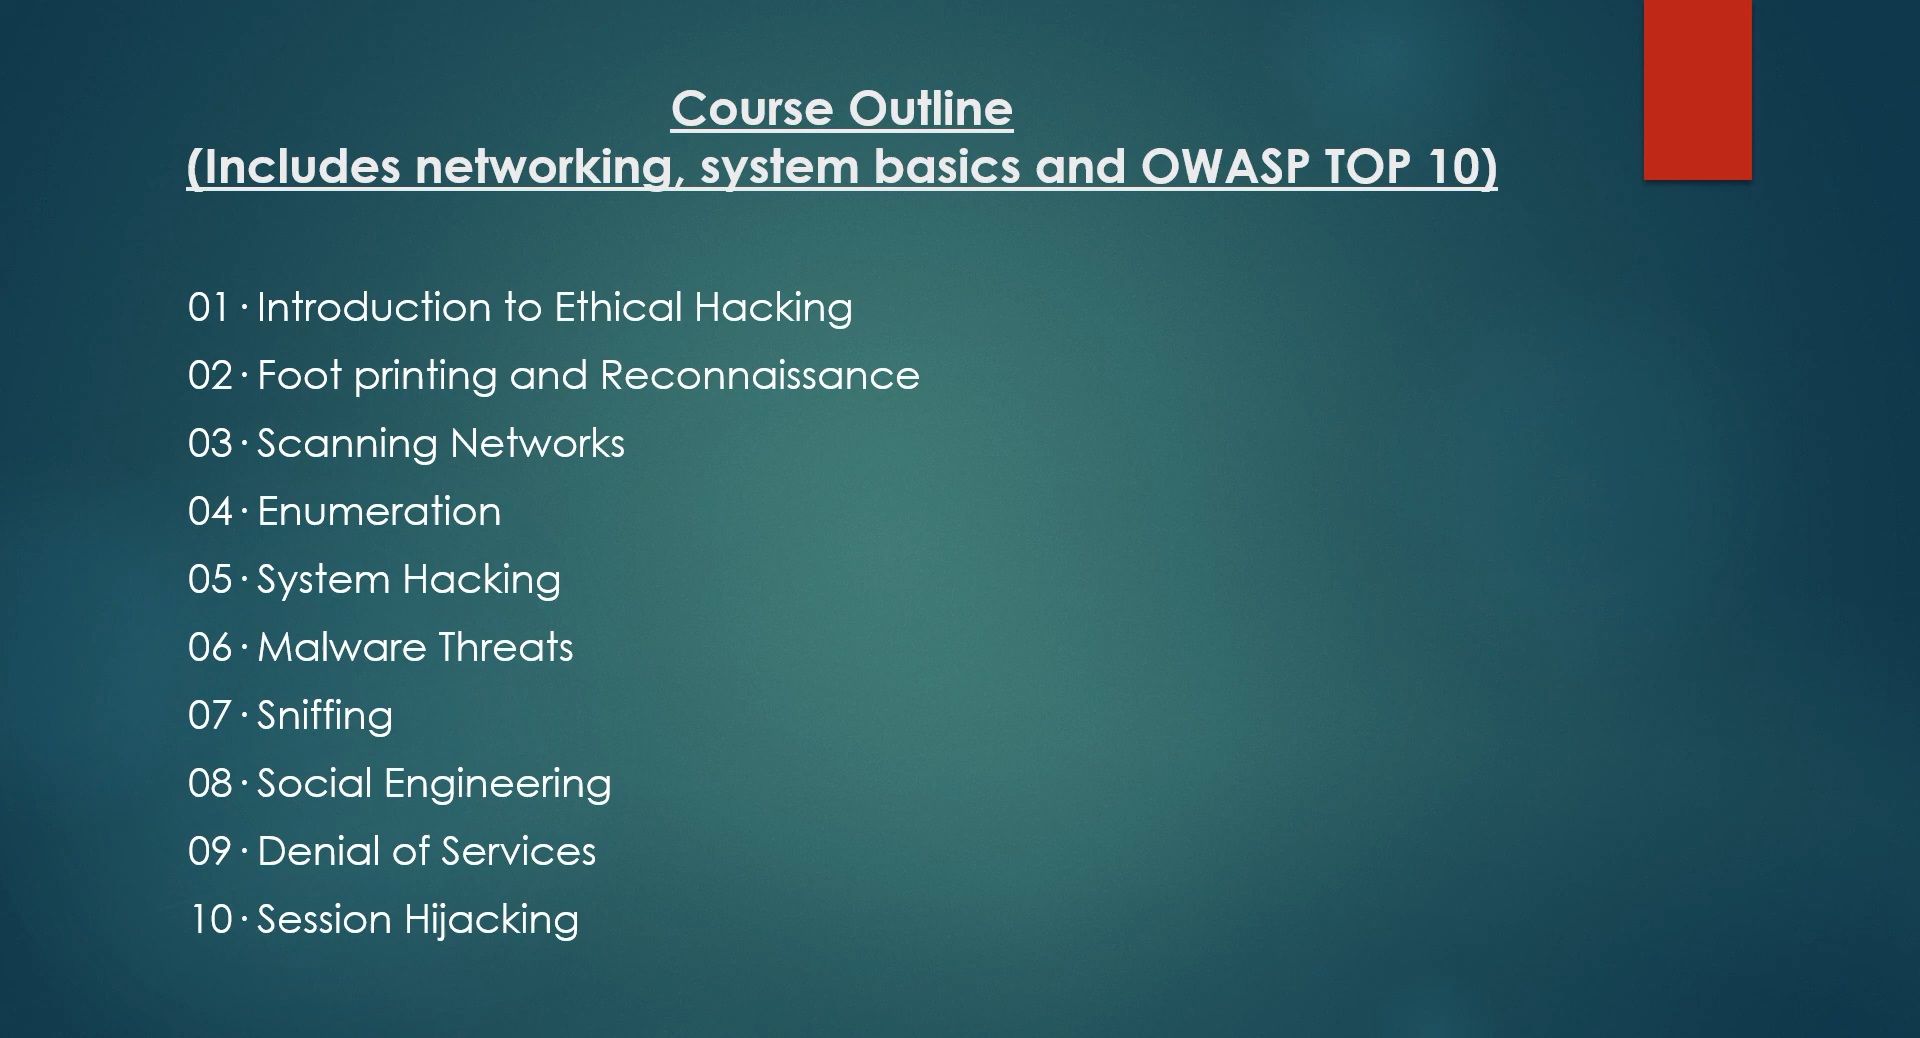 Course Outline
(Includes networking, system basics and OWASP TOP 10)
01· Introduction to Ethical Hacking
02· Foot printing and Reconnaissance
03· Scanning Networks
04· Enumeration
05· System Hacking
06· Malware Threats
07· Sniffing
08· Social Engineering
09· Denial of Services
10· Session Hijacking